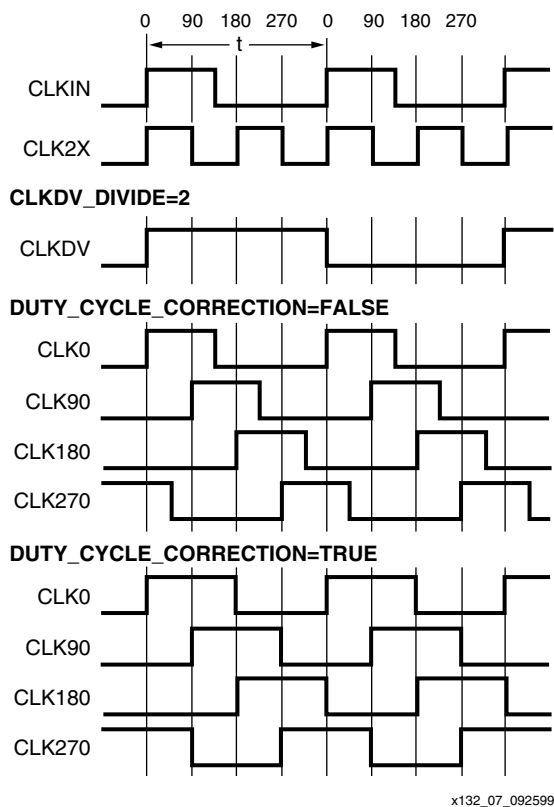 0 90 180 270 0 90 180 270
t
CLKIN
CLK2X
CLKDV_DIVIDE=2
CLKDV
DUTY_CYCLE_CORRECTION=FALSE
CLK0
CLK90
CLK180
CLK270
DUTY_CYCLE_CORRECTION=TRUE
CLK0
CLK90
CLK180
CLK270
x132_07_092599